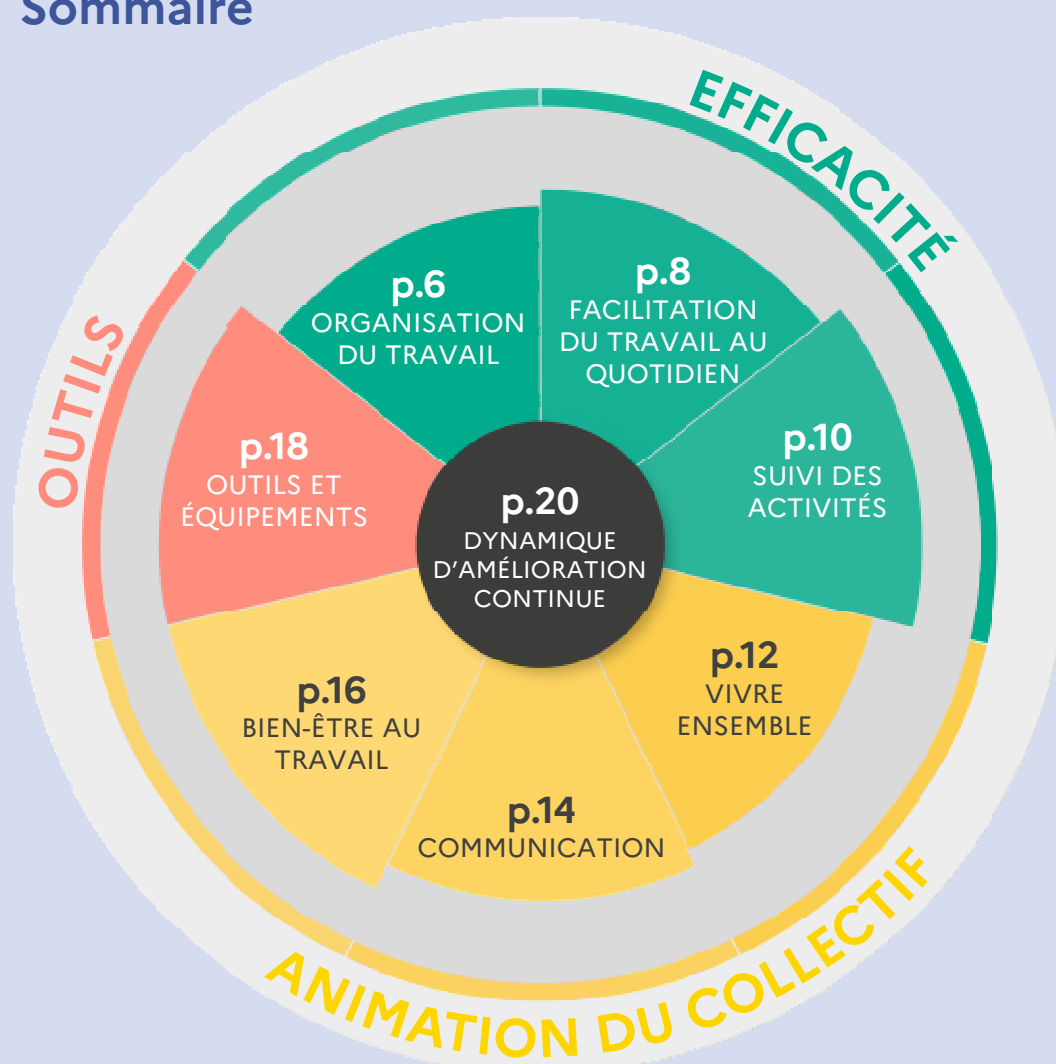 Sommaire
EFFICACITÉ
p.6
ORGANISATION
DU TRAVAIL
p.8
FACILITATION
DU TRAVAIL AU
QUOTIDIEN
p.10
SUIVI DES
ACTIVITÉS
OUTILS
p.18
OUTILS ET
ÉQUIPEMENTS
p.20
DYNAMIQUE
D'AMÉLIORATION
CONTINUE
p.12
VIVRE
ENSEMBLE
p.16
BIEN-ÊTRE AU
TRAVAIL
p.14
COMMUNICATION
ANIMATION DU COLLECTIF